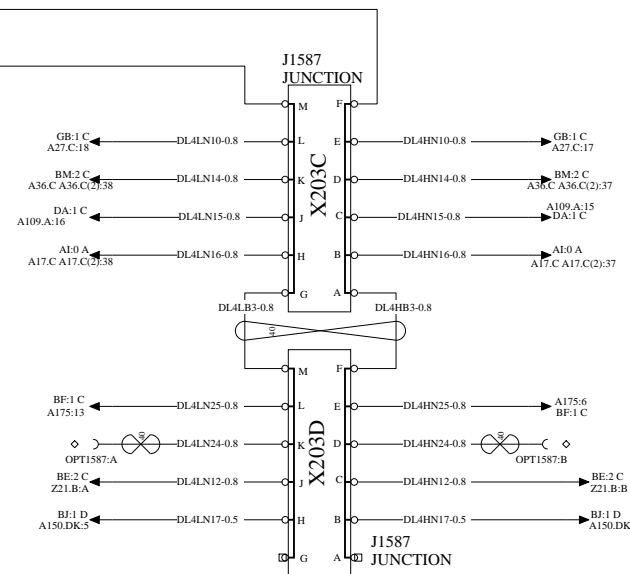 J1587
JUNCTION
M F
GB:1 C
A27.C:18
DL4LN10-0.8
L E
DL4HN10-0.8
GB:1 C
A27.C:17
BM:2 C
A36.C A36.C(2):38
DL4LN14-0.8
K D
DL4HN14-0.8
BM:2 C
A36.C A36.C(2):37
X203C
DA:1 C
A109.A:16
DL4LN15-0.8
J C
DL4HN15-0.8
A109.A:15
DA:1 C
AI:0 A
A17.C A17.C(2):38
DL4LN16-0.8
H B
DL4HN16-0.8
AI:0 A
A17.C A17.C(2):37
G A
DL4LB3-0.8
DL4HB3-0.8
40
M F
BF:1 C
A175:13
DL4LN25-0.8
L E
DL4HN25-0.8
A175:6
BF:1 C
40
DL4LN24-0.8
K D
DL4HN24-0.8
40
OPT1587:A
OPT1587:B
X203D
BE:2 C
Z21.B:A
DL4LN12-0.8
J C
DL4HN12-0.8
BE:2 C
Z21.B:B
BJ:1 D
A150.DK:5
DL4LN17-0.5
H B
DL4HN17-0.5
BJ:1 D
A150.DK
G A
J1587
JUNCTION